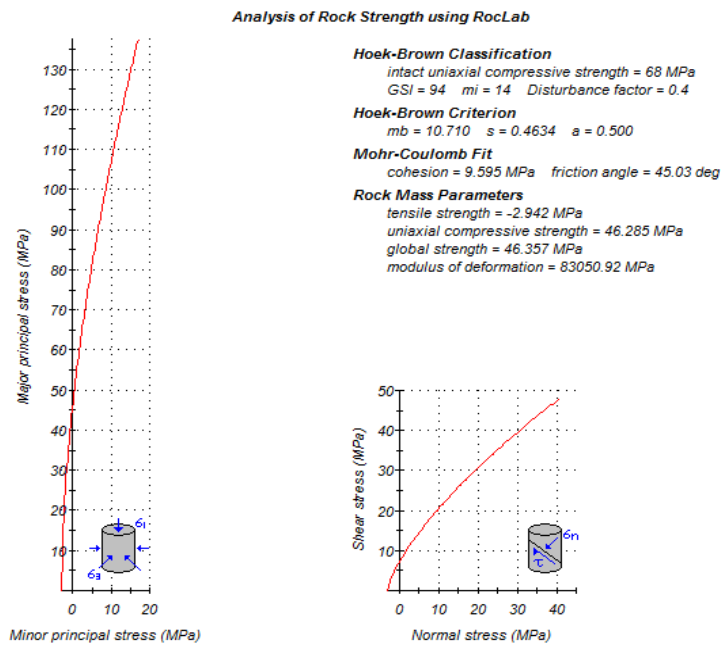 Analysis of Rock Strength using RocLab
Hoek-Brown Classification
intact uniaxial compressive strength = 68 MPa
GSI = 94 mi = 14 Disturbance factor = 0.4
Hoek-Brown Criterion
mb = 10.710 s = 0.4634 a = 0.500
Mohr-Coulomb Fit
cohesion = 9.595 MPa friction angle = 45.03 deg
Rock Mass Parameters
tensile strength = -2.942 MPa
uniaxial compressive strength = 46.285 MPa
global strength = 46.357 MPa
modulus of deformation = 83050.92 MPa
Major principal stress (MPa)
130
120
110
100
90
80
70
60
50
40
30
20
10
0 10 20
Minor principal stress (MPa)
σ1
σ3
Shear stress (MPa)
50
40
30
20
10
0 10 20 30 40
Normal stress (MPa)
σn
τ